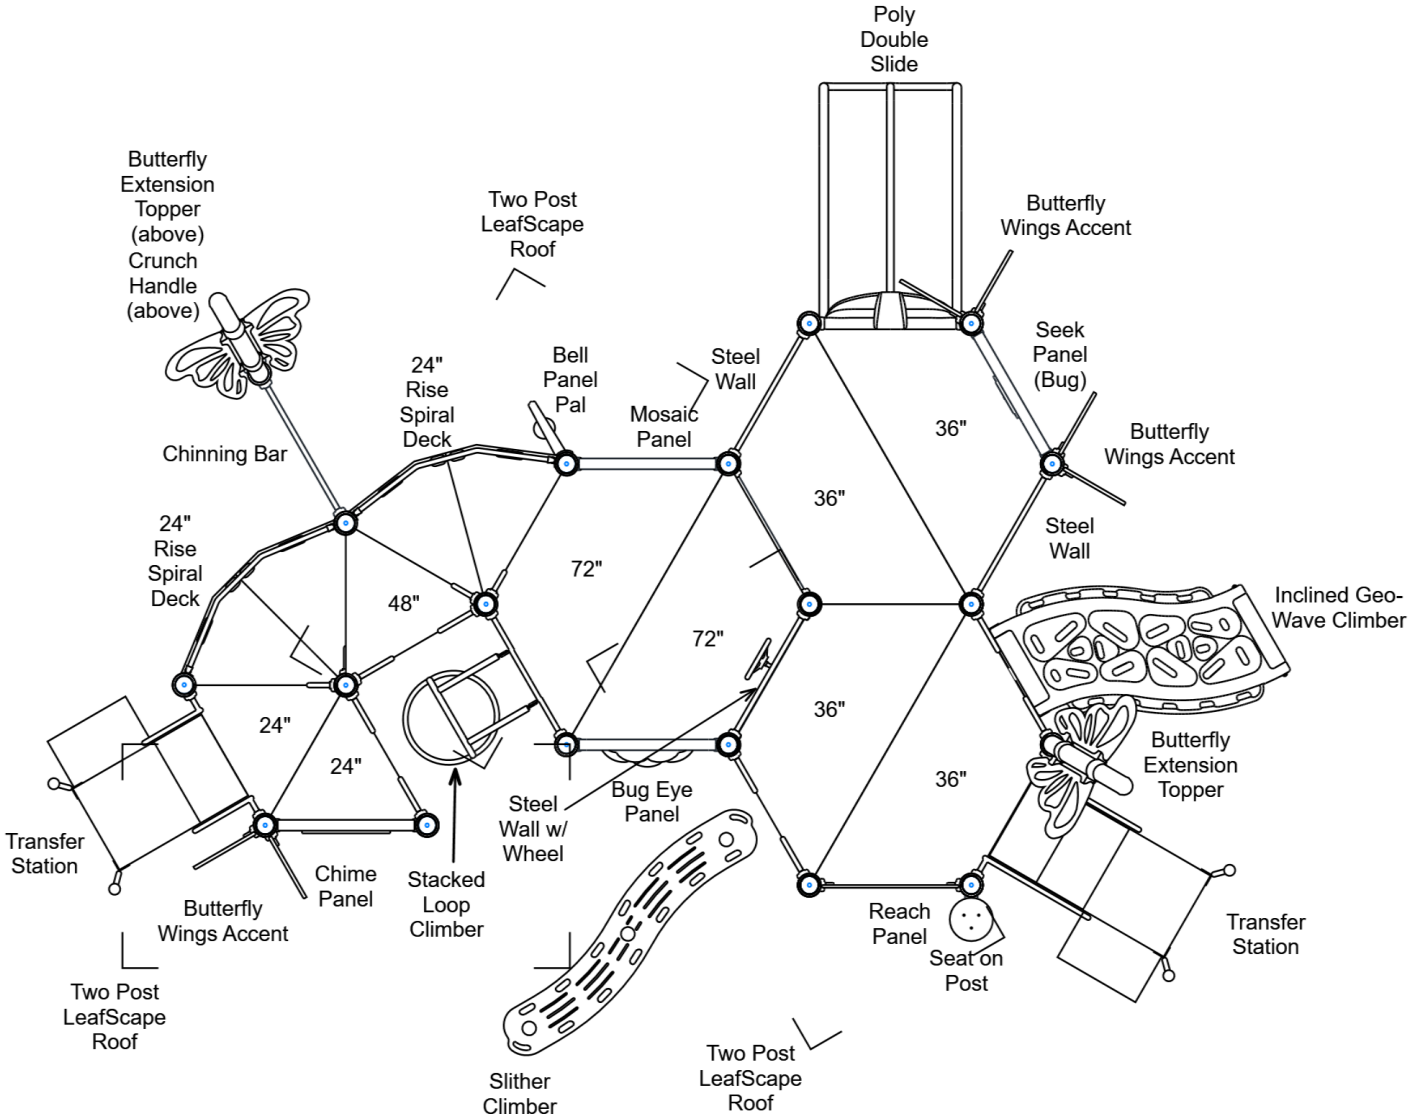 Poly
Double
Slide
Butterfly
Extension
Topper
(above)
Crunch
Handle
(above)
Two Post
LeafScape
Roof
Butterfly
Wings Accent
Seek
Panel
(Bug)
Steel
Wall
Bell
Panel
Pal
24"
Rise
Spiral
Deck
Mosaic
Panel
36"
Butterfly
Wings Accent
Chinning Bar
36"
24"
Rise
Spiral
Deck
Steel
Wall
72"
48"
Inclined Geo-
Wave Climber
72"
36"
24"
24"
36"
Butterfly
Extension
Topper
Bug Eye
Panel
Steel
Wall w/
Wheel
Transfer
Station
Chime
Panel
Stacked
Loop
Climber
Butterfly
Wings Accent
Reach
Panel
Seat on
Post
Transfer
Station
Two Post
LeafScape
Roof
Slither
Climber
Two Post
LeafScape
Roof